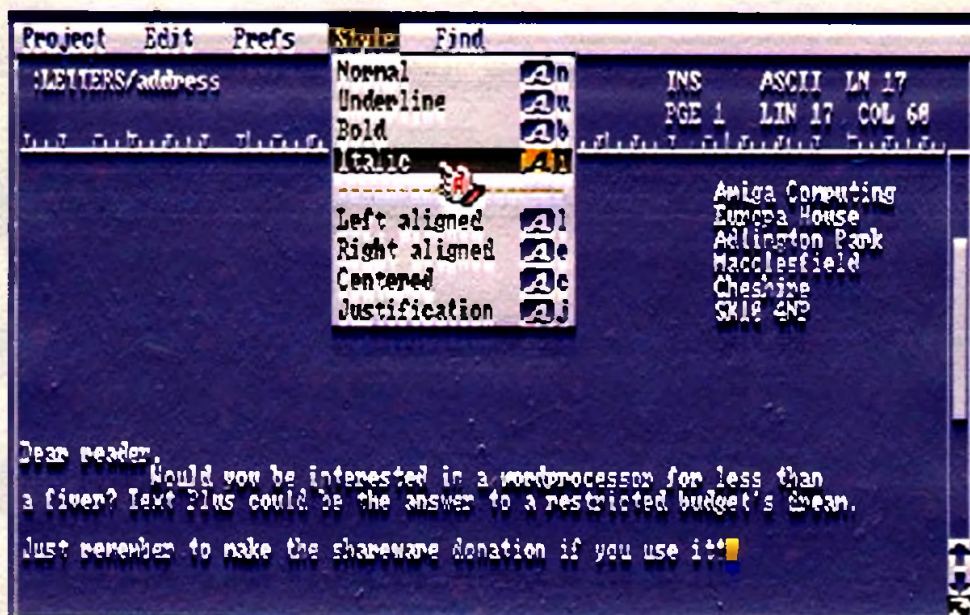 Project Edit Prefs Style Find
:LETTERS/address INS ASCII LM 17
PGE 1 LIN 17 COL 68
Normal n
Underline u
Bold b
Italic i
Left aligned l
Right aligned e
Centered c
Justification j
Amiga Computing
Europa House
Adlington Park
Macclesfield
Cheshire
SK10 4NP
Dear reader,
Would you be interested in a wordprocessor for less than
a fiver? Text Plus could be the answer to a restricted budget's dream.
Just remember to make the shareware donation if you use it!